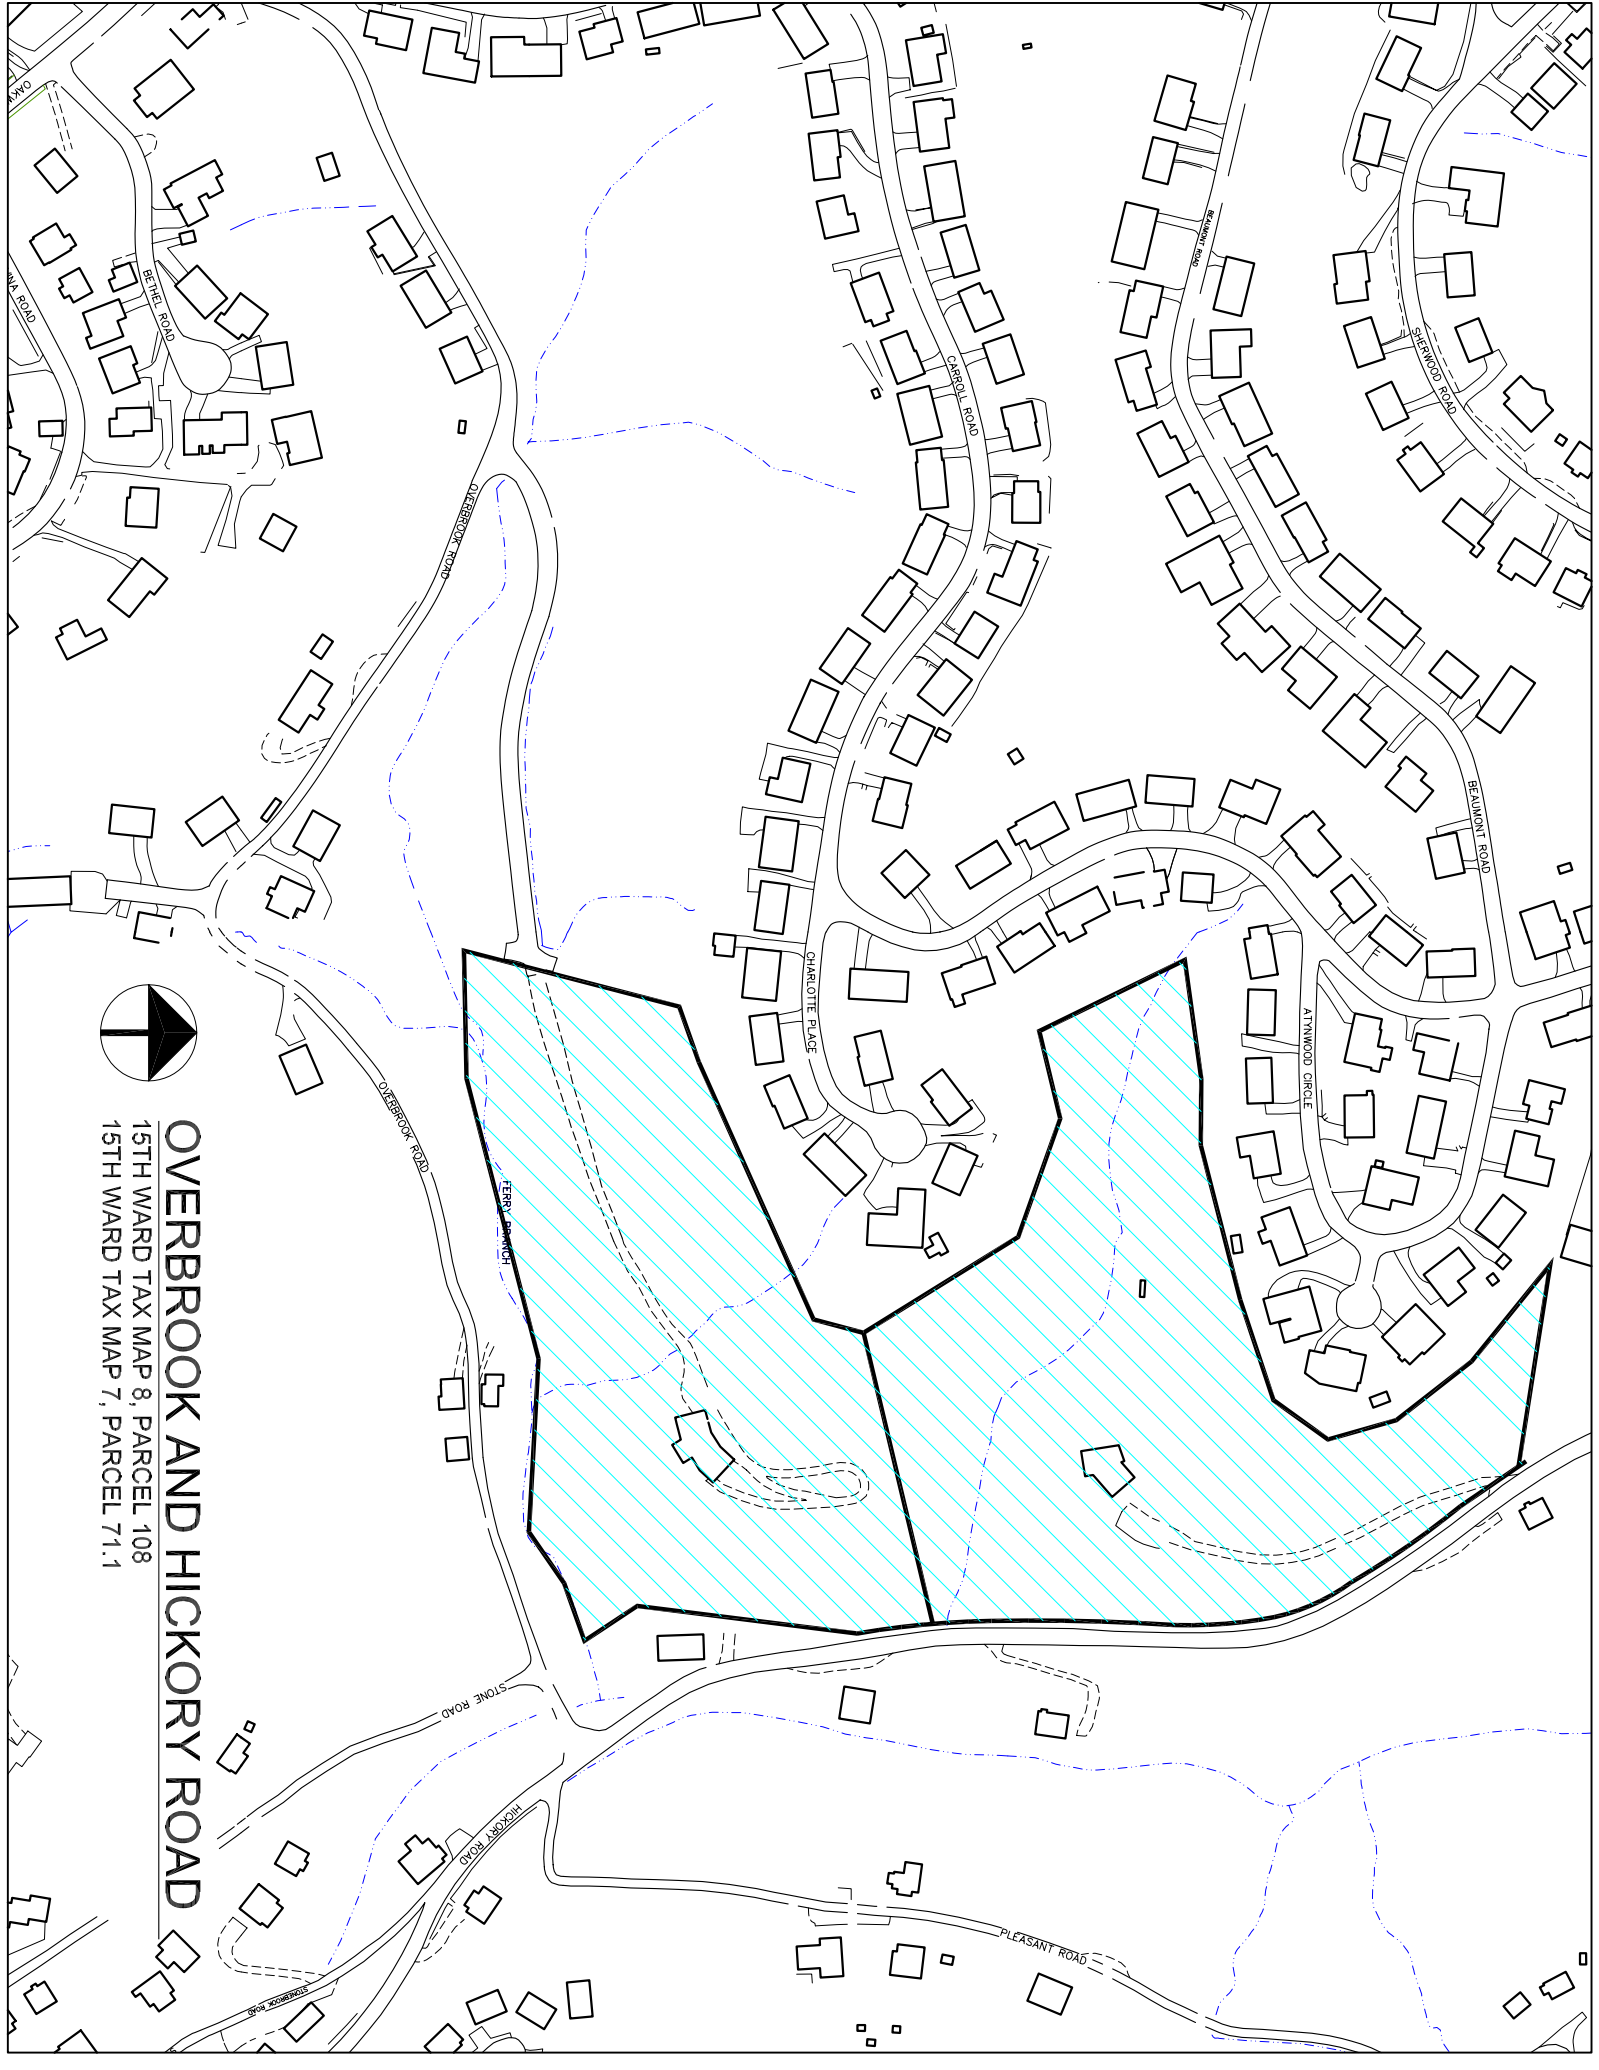 OVERBROOK AND HICKORY ROAD
15TH WARD TAX MAP 8, PARCEL 108
15TH WARD TAX MAP 7, PARCEL 71.1
SHERWOOD ROAD
BEAUMONT ROAD
BEAUMONT ROAD
CARROLL ROAD
ATYNWOOD CIRCLE
CHARLOTTE PLACE
BETHEL ROAD
OVERBROOK ROAD
OVERBROOK ROAD
FERRY BRANCH
STONE ROAD
HICKORY ROAD
PLEASANT ROAD
STONEBROOK ROAD
NA ROAD